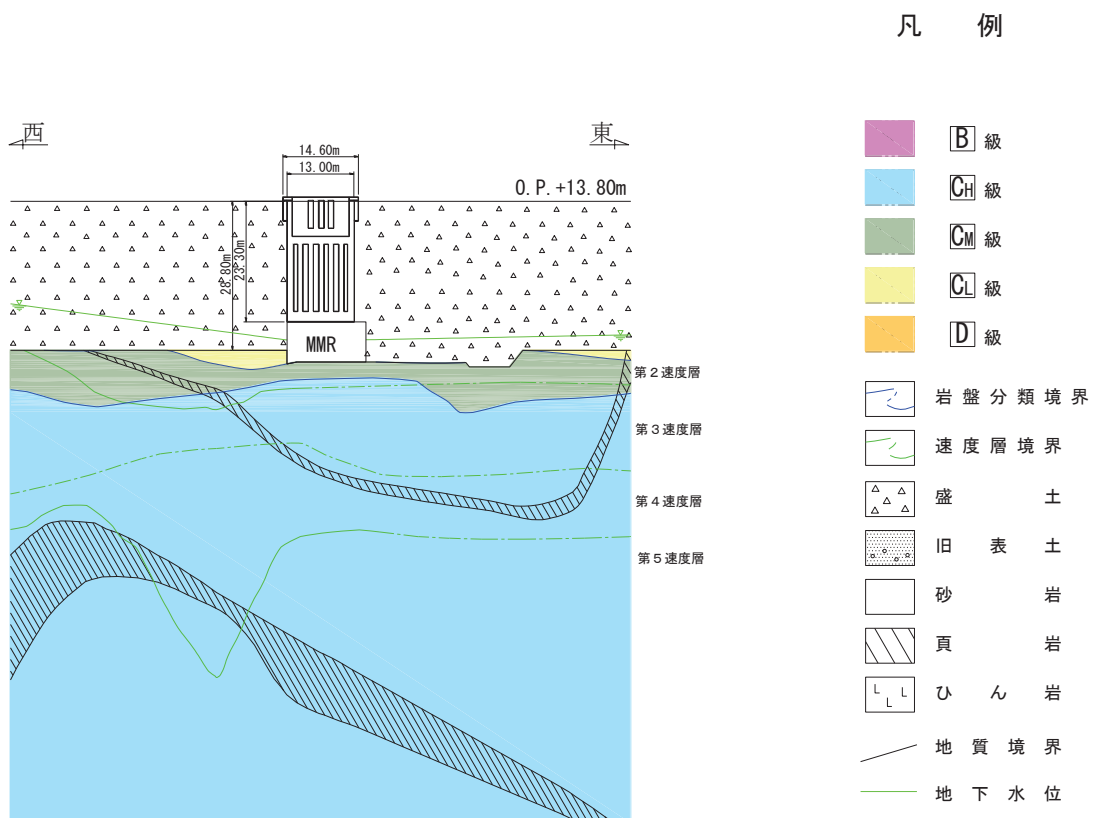 凡例
西
東
14.60m
13.00m
O.P.+13.80m
28.80m
23.30m
MMR
第2速度層
第3速度層
第4速度層
第5速度層
B 級
CH 級
CM 級
CL 級
D 級
岩盤分類境界
速度層境界
盛土
旧表土
砂岩
頁岩
ひん岩
地質境界
地下水位